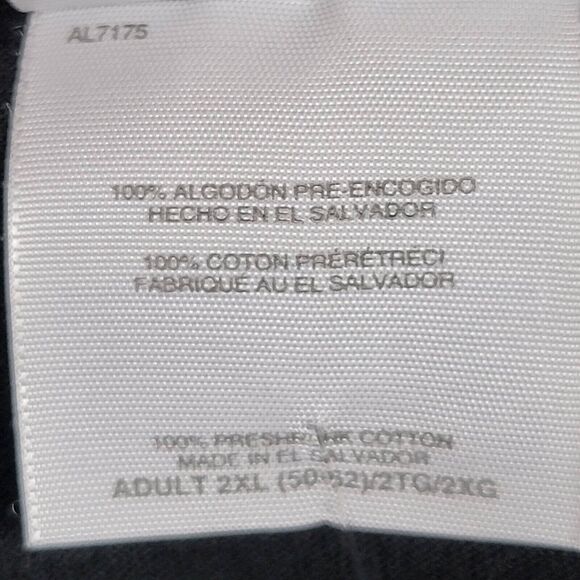 AL7175
100% ALGODÓN PRE-ENCOGIDO
HECHO EN EL SALVADOR
100% COTON PRÉRÉTRÉCI
FABRIQUÉ AU EL SALVADOR
100% PRESHRUNK COTTON
MADE IN EL SALVADOR
ADULT 2XL (50-52)/2TG/2XG